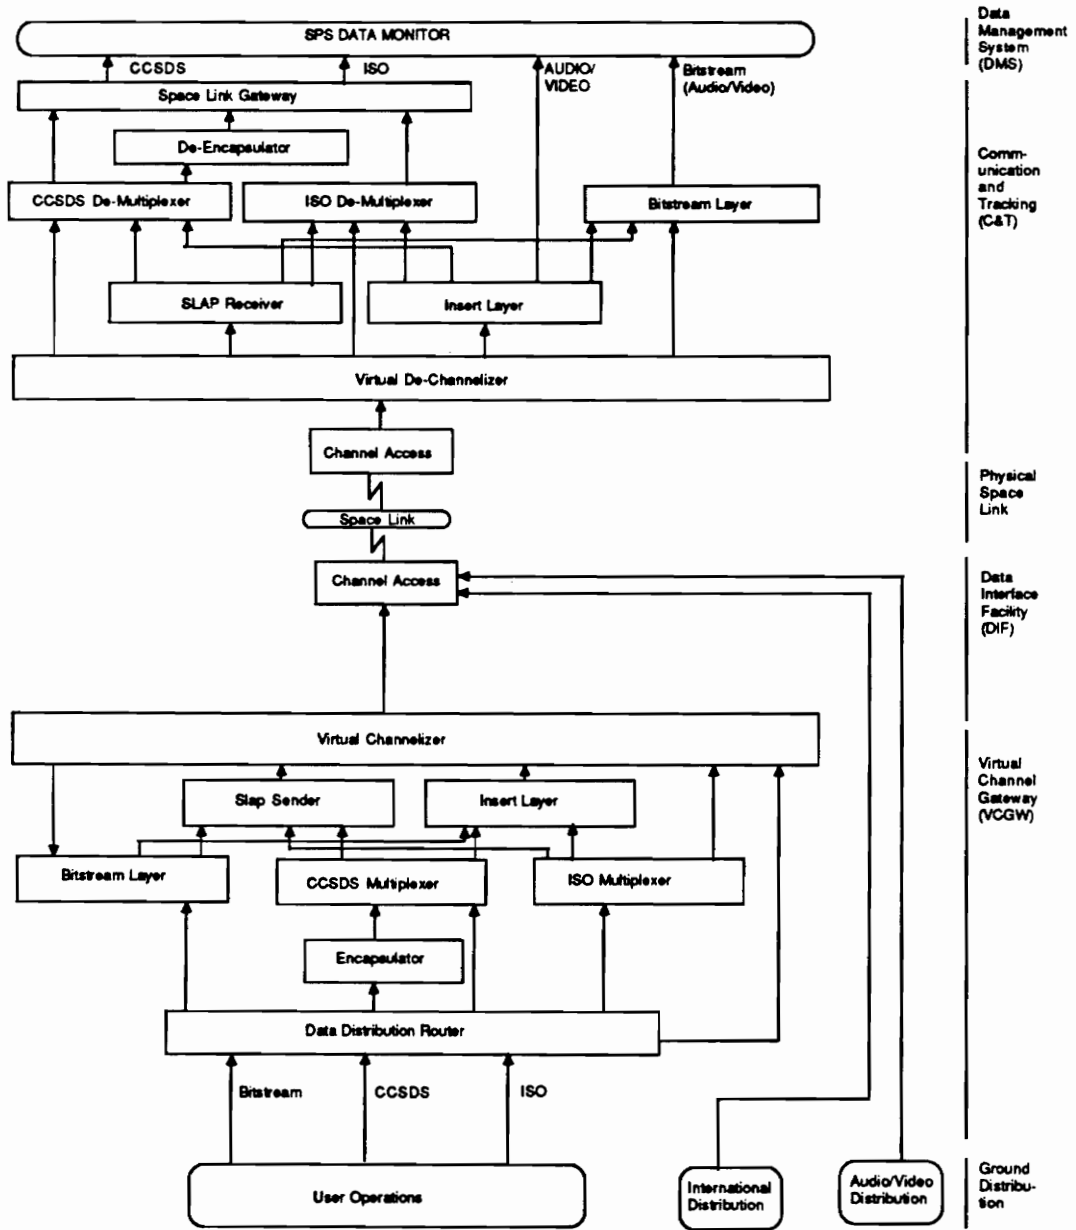 SPS DATA MONITOR
CCSDS
ISO
AUDIO/
VIDEO
Bitstream
(Audio/Video)
Data
Management
System
(DMS)
Space Link Gateway
De-Encapsulator
CCSDS De-Multiplexer
ISO De-Multiplexer
Bitstream Layer
Comm-
unication
and
Tracking
(C&T)
SLAP Receiver
Insert Layer
Virtual De-Channelizer
Channel Access
Space Link
Physical
Space
Link
Channel Access
Data
Interface
Facility
(DIF)
Virtual Channelizer
Slap Sender
Insert Layer
Virtual
Channel
Gateway
(VCGW)
Bitstream Layer
CCSDS Multiplexer
ISO Multiplexer
Encapsulator
Data Distribution Router
Bitstream
CCSDS
ISO
User Operations
International
Distribution
Audio/Video
Distribution
Ground
Distribu-
tion